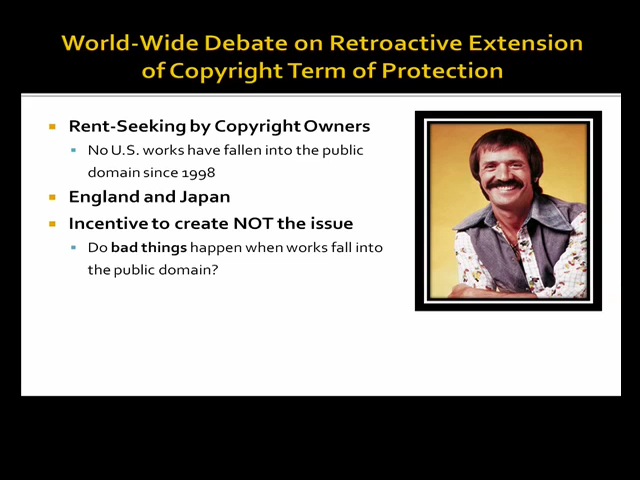 World-Wide Debate on Retroactive Extension
of Copyright Term of Protection
Rent-Seeking by Copyright Owners
No U.S. works have fallen into the public
domain since 1998
England and Japan
Incentive to create NOT the issue
Do bad things happen when works fall into
the public domain?